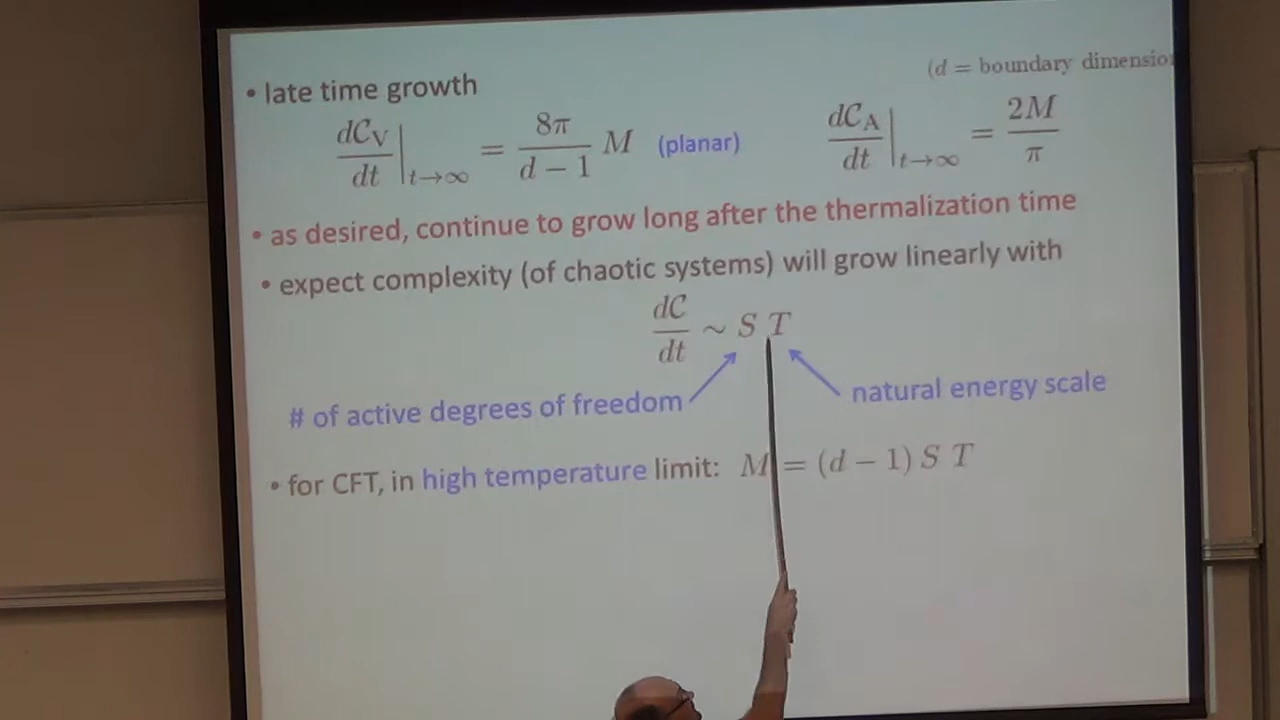 (d = boundary dimension
• late time growth
dC_V/dt |_{t→∞} = 8π/(d − 1) M (planar)    dC_A/dt |_{t→∞} = 2M/π
• as desired, continue to grow long after the thermalization time
• expect complexity (of chaotic systems) will grow linearly with
dC/dt ~ S T
# of active degrees of freedom    natural energy scale
• for CFT, in high temperature limit: M = (d − 1) S T